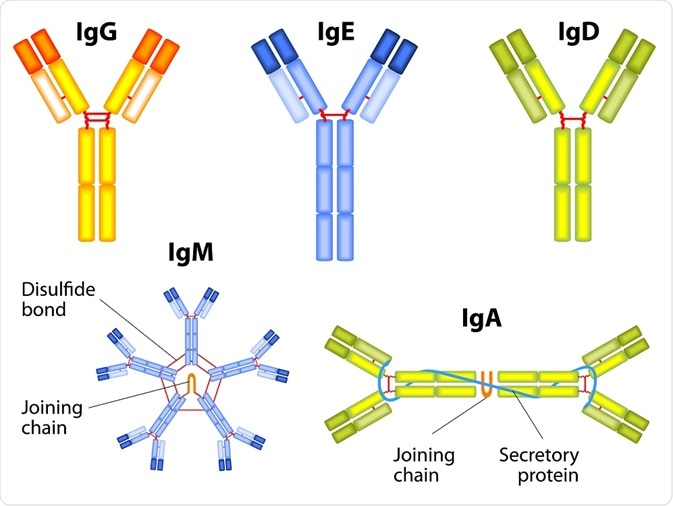 IgG
IgE
IgD
IgM
Disulfide
bond
Joining
chain
IgA
Joining
chain
Secretory
protein